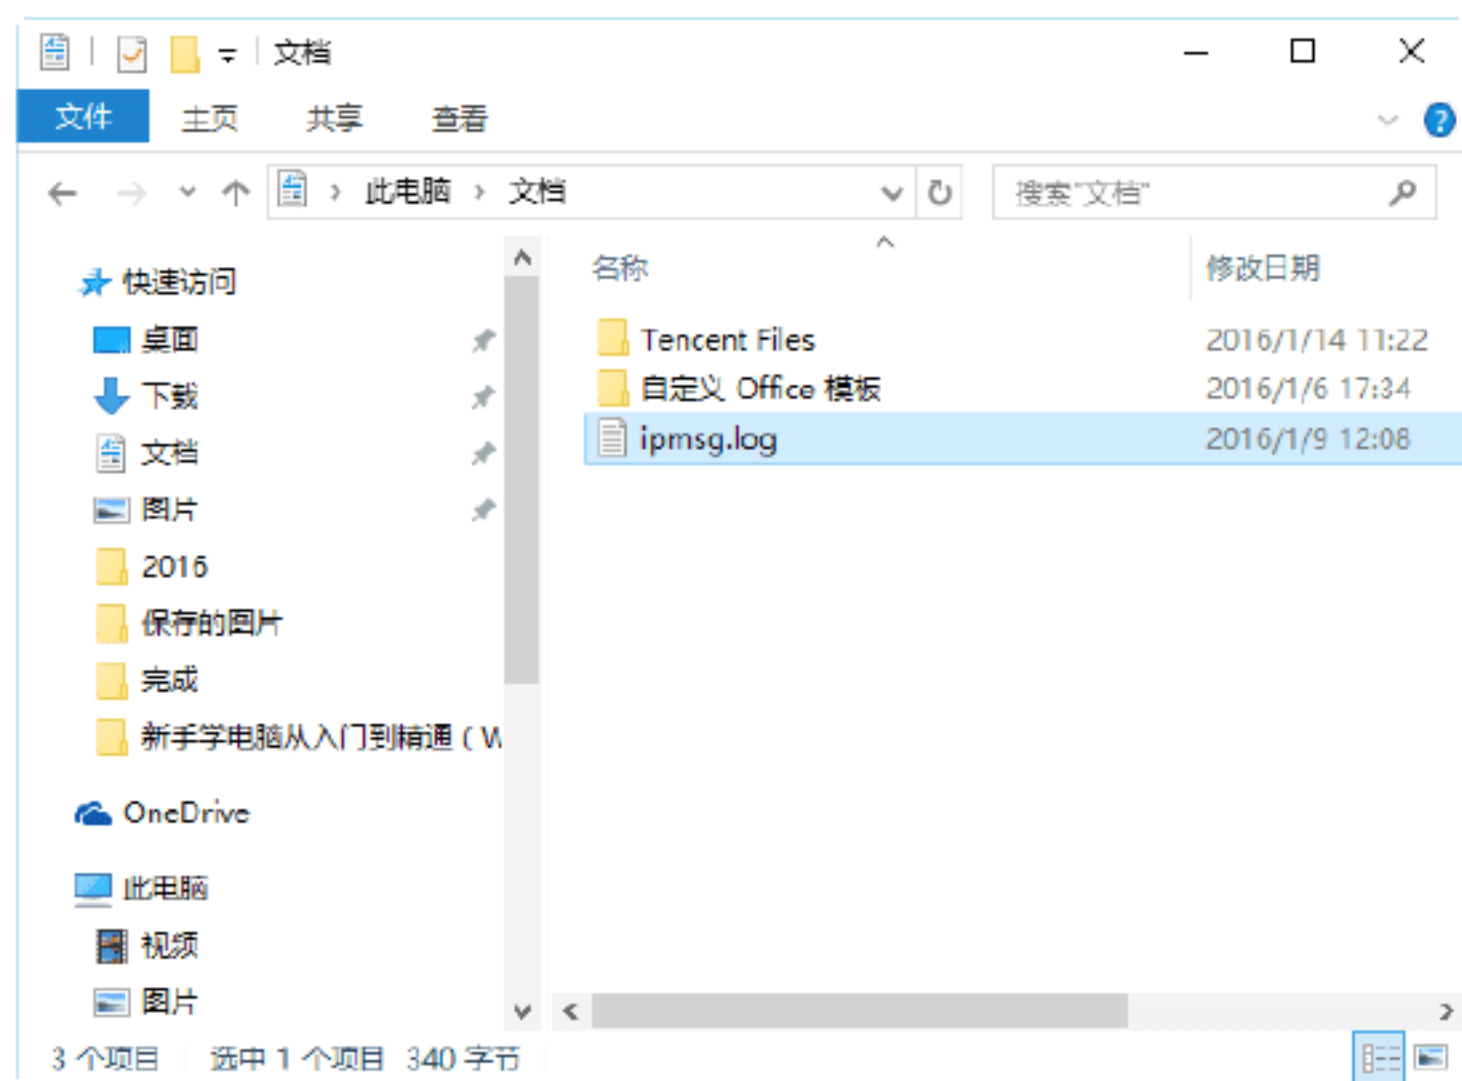 文档
文件 主页 共享 查看
此电脑 文档 搜索"文档"
名称 修改日期
快速访问
桌面
下载
文档
图片
2016
保存的图片
完成
新手学电脑从入门到精通 ( W
OneDrive
此电脑
视频
图片
Tencent Files 2016/1/14 11:22
自定义 Office 模板 2016/1/6 17:34
ipmsg.log 2016/1/9 12:08
3 个项目 选中 1 个项目 340 字节